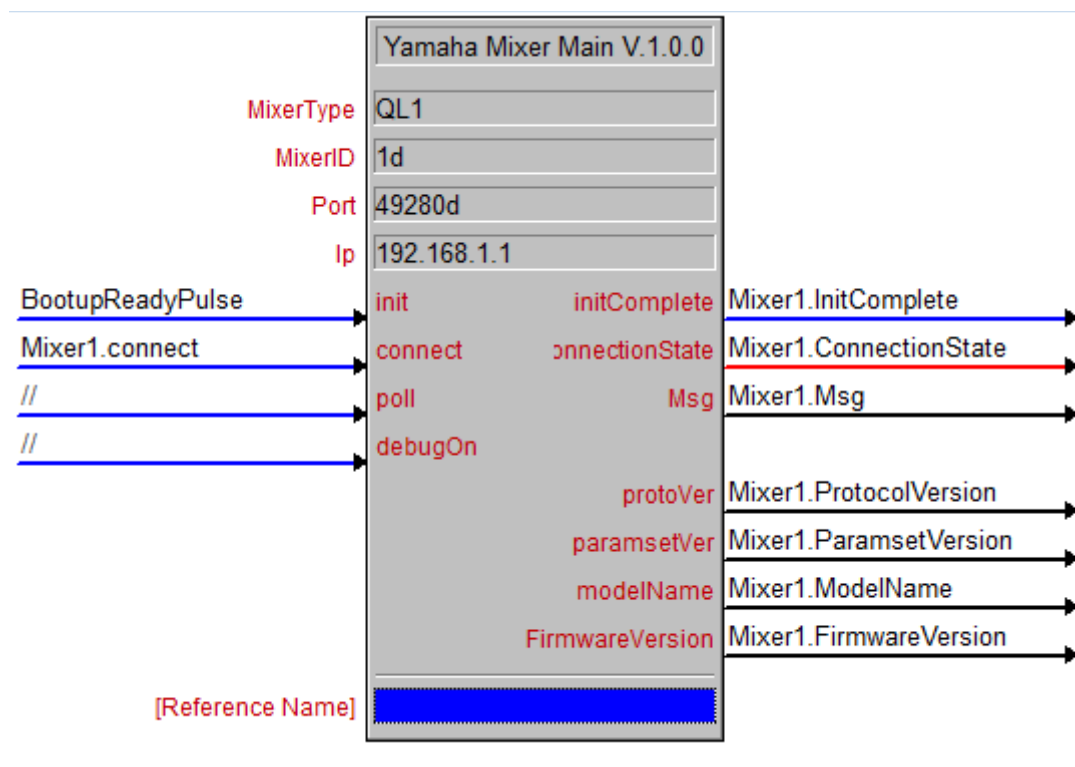 Yamaha Mixer Main V.1.0.0
MixerType QL1
MixerID 1d
Port 49280d
Ip 192.168.1.1
BootupReadyPulse init initComplete Mixer1.InitComplete
Mixer1.connect connect onnectionState Mixer1.ConnectionState
// poll Msg Mixer1.Msg
// debugOn
protoVer Mixer1.ProtocolVersion
paramsetVer Mixer1.ParamsetVersion
modelName Mixer1.ModelName
FirmwareVersion Mixer1.FirmwareVersion
[Reference Name]